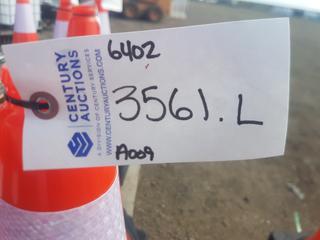 6402
CENTURY
AUCTIONS
A DIVISION OF CENTURY SERVICES
WWW.CENTURYAUCTIONS.COM
3561.L
A009